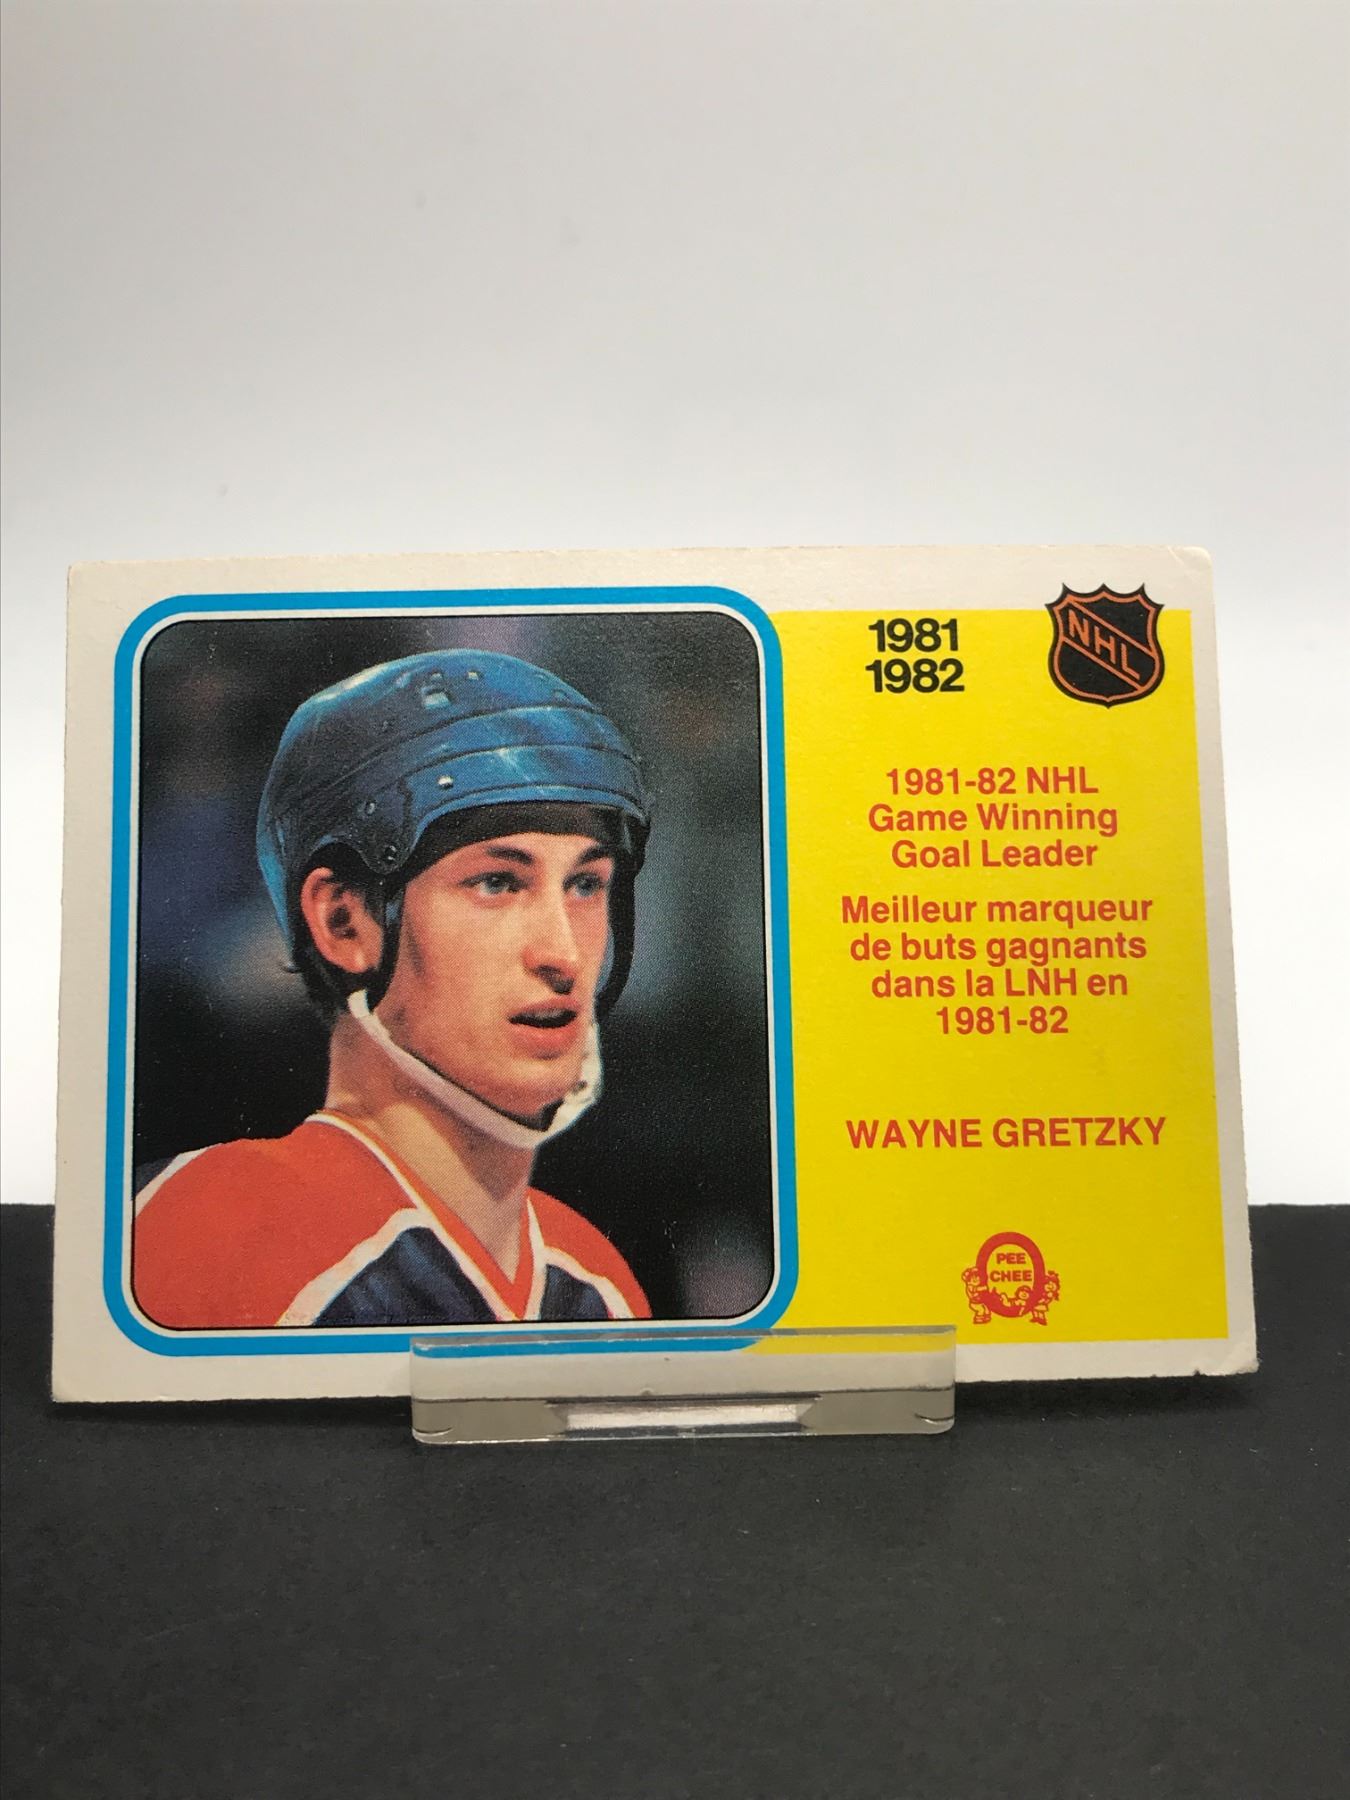 1981
1982
NHL
1981-82 NHL
Game Winning
Goal Leader
Meilleur marqueur
de buts gagnants
dans la LNH en
1981-82
WAYNE GRETZKY
PEE
CHEE